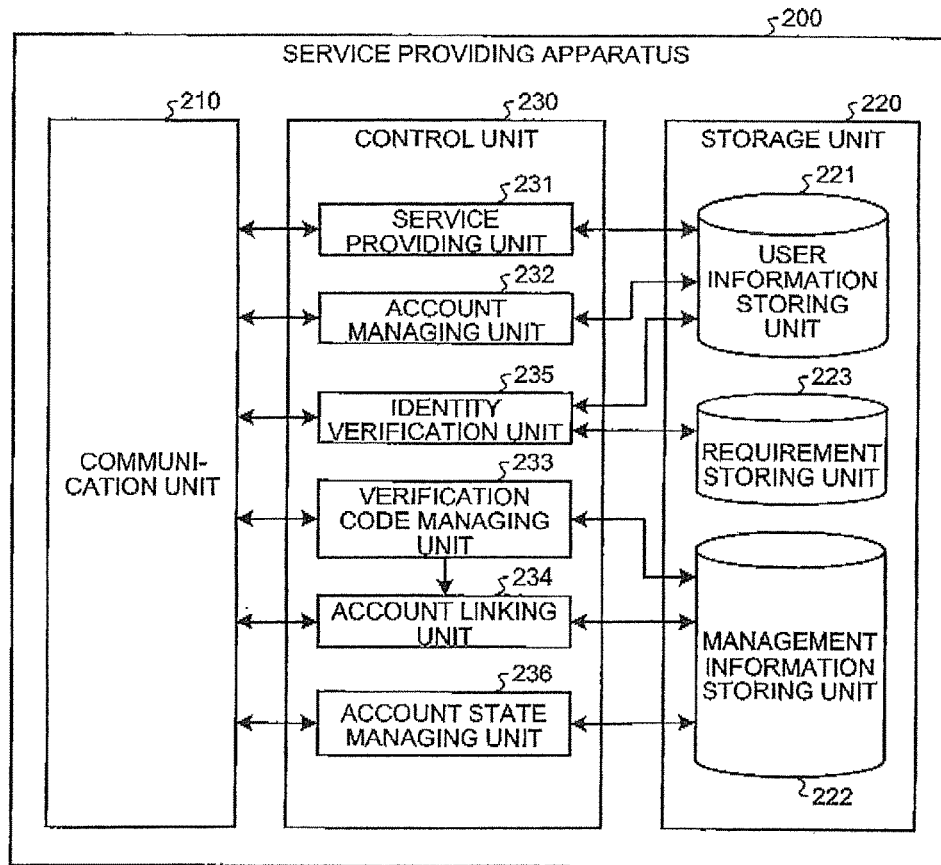 200
SERVICE PROVIDING APPARATUS
210
230
220
CONTROL UNIT
STORAGE UNIT
231
SERVICE
PROVIDING UNIT
221
USER
INFORMATION
STORING
UNIT
232
ACCOUNT
MANAGING UNIT
235
IDENTITY
VERIFICATION UNIT
223
REQUIREMENT
STORING UNIT
COMMUNI-
CATION UNIT
233
VERIFICATION
CODE MANAGING
UNIT
234
ACCOUNT LINKING
UNIT
MANAGEMENT
INFORMATION
STORING UNIT
236
ACCOUNT STATE
MANAGING UNIT
222